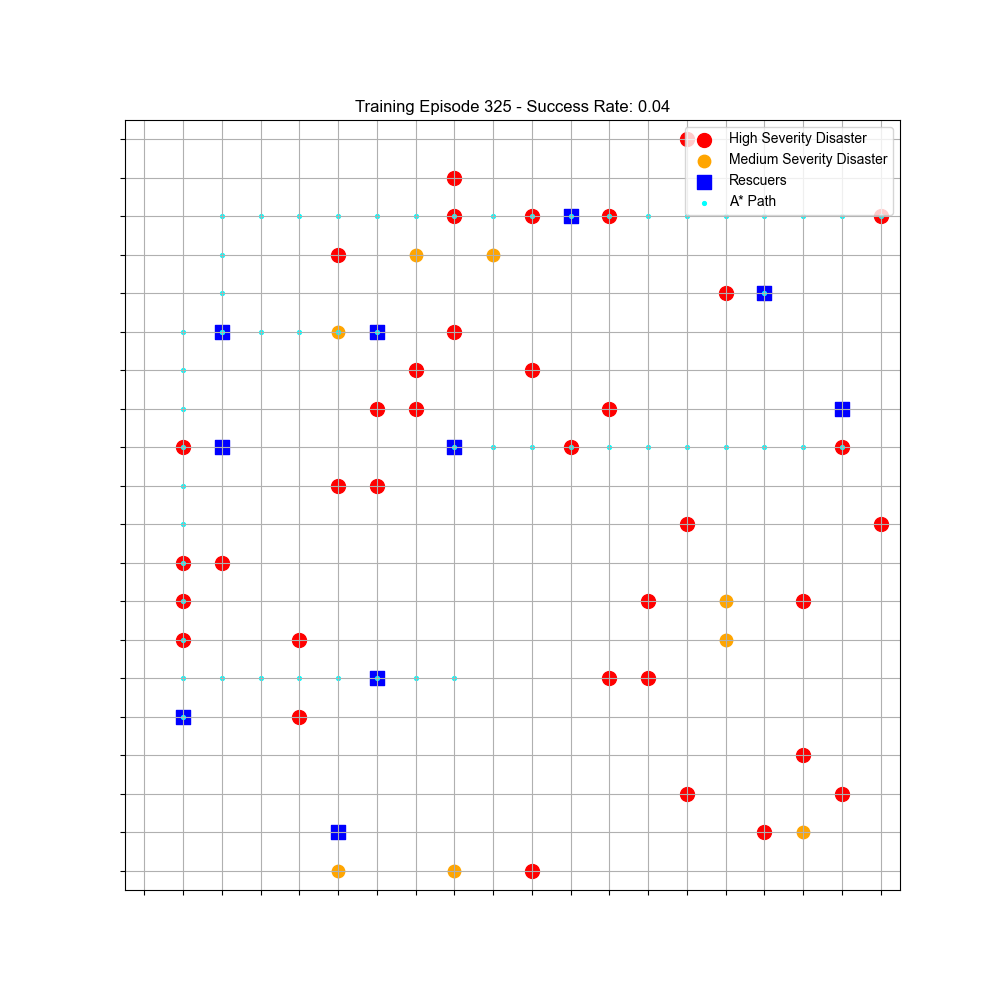 Training Episode 325 - Success Rate: 0.04
High Severity Disaster
Medium Severity Disaster
Rescuers
A* Path